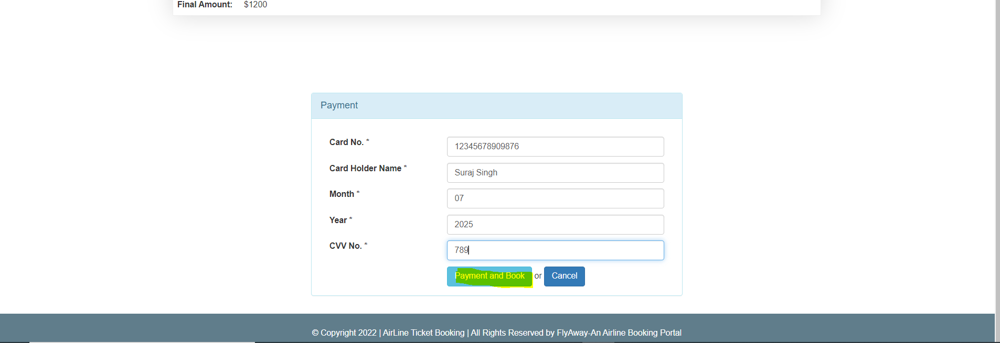 Final Amount: $1200
Payment
Card No. * 12345678909876
Card Holder Name * Suraj Singh
Month * 07
Year * 2025
CVV No. * 789
Payment and Book or Cancel
© Copyright 2022 | AirLine Ticket Booking | All Rights Reserved by FlyAway-An Airline Booking Portal